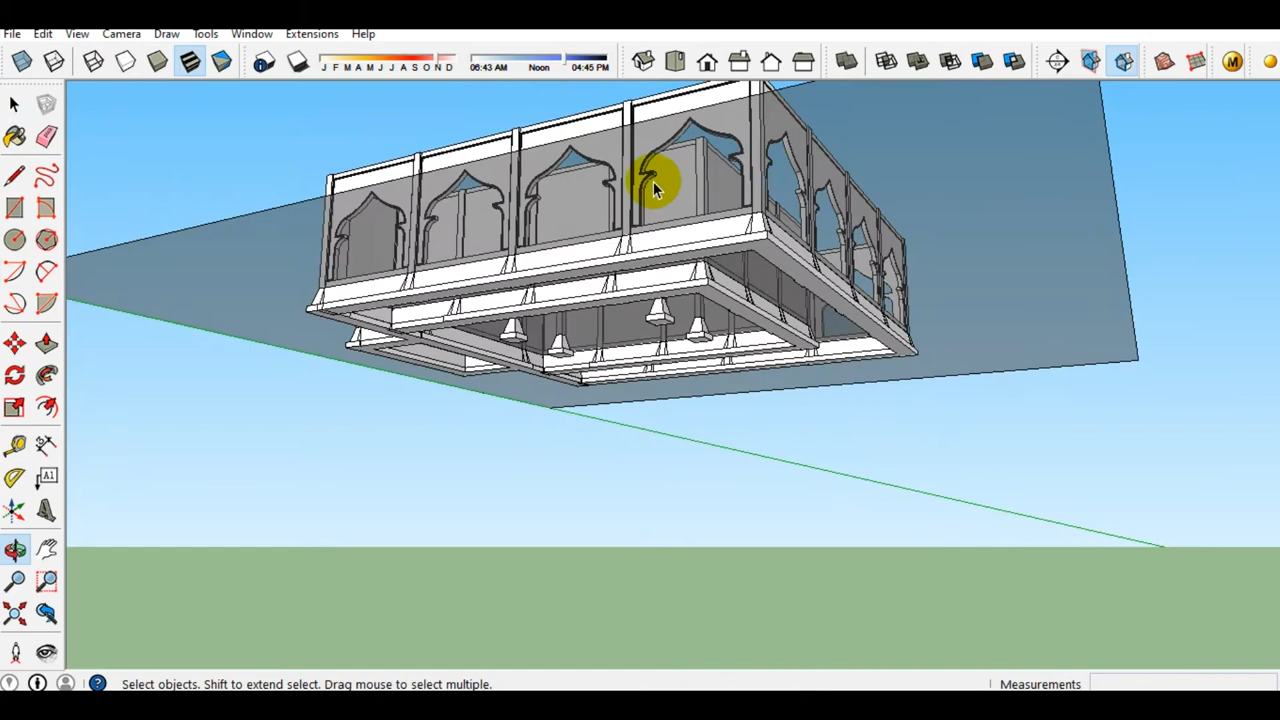 File Edit View Camera Draw Tools Window Extensions Help
J F M A M J J A S O N D 06:43 AM Noon 04:45 PM
M
A1
Select objects. Shift to extend select. Drag mouse to select multiple. Measurements